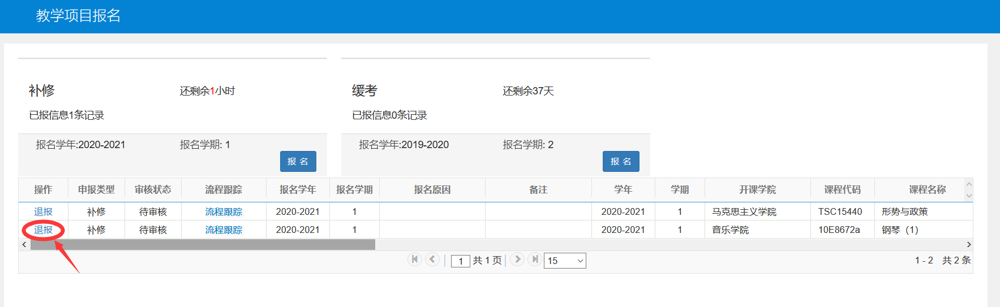 教学项目报名
补修 还剩余1小时
缓考 还剩余37天
已报信息1条记录
已报信息0条记录
报名学年:2020-2021 报名学期: 1
报 名
报名学年:2019-2020 报名学期: 2
报 名
操作 申报类型 审核状态 流程跟踪 报名学年 报名学期 报名原因 备注 学年 学期 开课学院 课程代码 课程名称
退报 补修 待审核 流程跟踪 2020-2021 1 2020-2021 1 马克思主义学院 TSC15440 形势与政策
退报 补修 待审核 流程跟踪 2020-2021 1 2020-2021 1 音乐学院 10E8672a 钢琴（1）
1 共 1 页 15 1 - 2 共 2 条